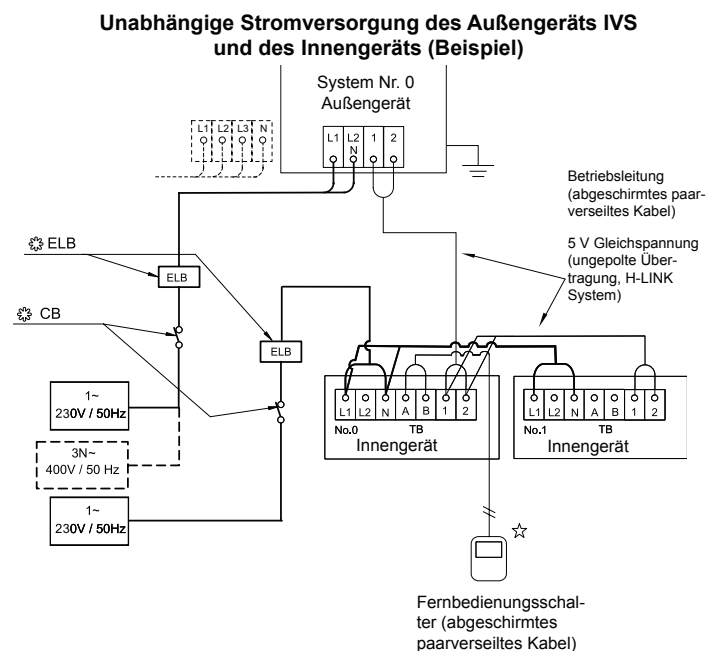 Unabhängige Stromversorgung des Außengeräts IVS
und des Innengeräts (Beispiel)
System Nr. 0
Außengerät
L1 L2 L3 N
L1 L2 1 2
N
Betriebsleitung
(abgeschirmtes paar-
verseiltes Kabel)
5 V Gleichspannung
(ungepolte Über-
tragung, H-LINK
System)
ELB
ELB
CB
ELB
1~
230V / 50Hz
3N~
400V / 50 Hz
1~
230V / 50Hz
L1 L2 N A B 1 2
No.0 TB
Innengerät
L1 L2 N A B 1 2
No.1 TB
Innengerät
Fernbedienungsschal-
ter (abgeschirmtes
paarverseiltes Kabel)